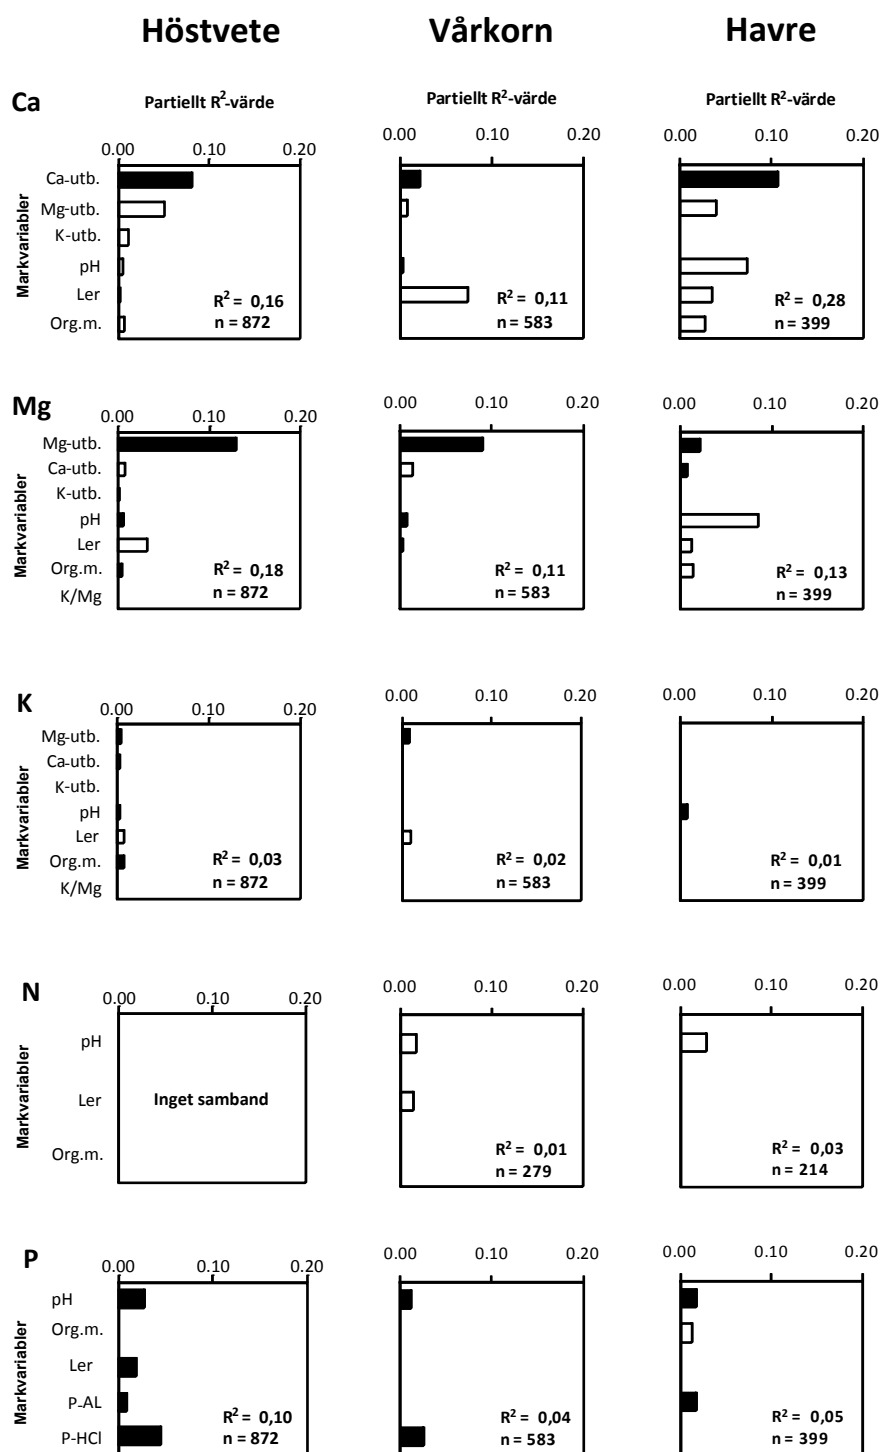 Höstvete Vårkorn Havre
Ca Partiellt R²-värde Partiellt R²-värde Partiellt R²-värde
0.00 0.10 0.20 0.00 0.10 0.20 0.00 0.10 0.20
Markvariabler
Ca-utb.
Mg-utb.
K-utb.
pH
Ler R² = 0,16 R² = 0,11 R² = 0,28
Org.m. n = 872 n = 583 n = 399
Mg
0.00 0.10 0.20 0.00 0.10 0.20 0.00 0.10 0.20
Markvariabler
Mg-utb.
Ca-utb.
K-utb.
pH
Ler
Org.m. R² = 0,18 R² = 0,11 R² = 0,13
K/Mg n = 872 n = 583 n = 399
K
0.00 0.10 0.20 0.00 0.10 0.20 0.00 0.10 0.20
Markvariabler
Mg-utb.
Ca-utb.
K-utb.
pH
Ler
Org.m. R² = 0,03 R² = 0,02 R² = 0,01
K/Mg n = 872 n = 583 n = 399
N
0.00 0.10 0.20 0.00 0.10 0.20 0.00 0.10 0.20
Markvariabler
pH
Ler Inget samband
Org.m. R² = 0,01 R² = 0,03
n = 279 n = 214
P
0.00 0.10 0.20 0.00 0.10 0.20 0.00 0.10 0.20
Markvariabler
pH
Org.m.
Ler
P-AL R² = 0,10 R² = 0,04 R² = 0,05
P-HCl n = 872 n = 583 n = 399